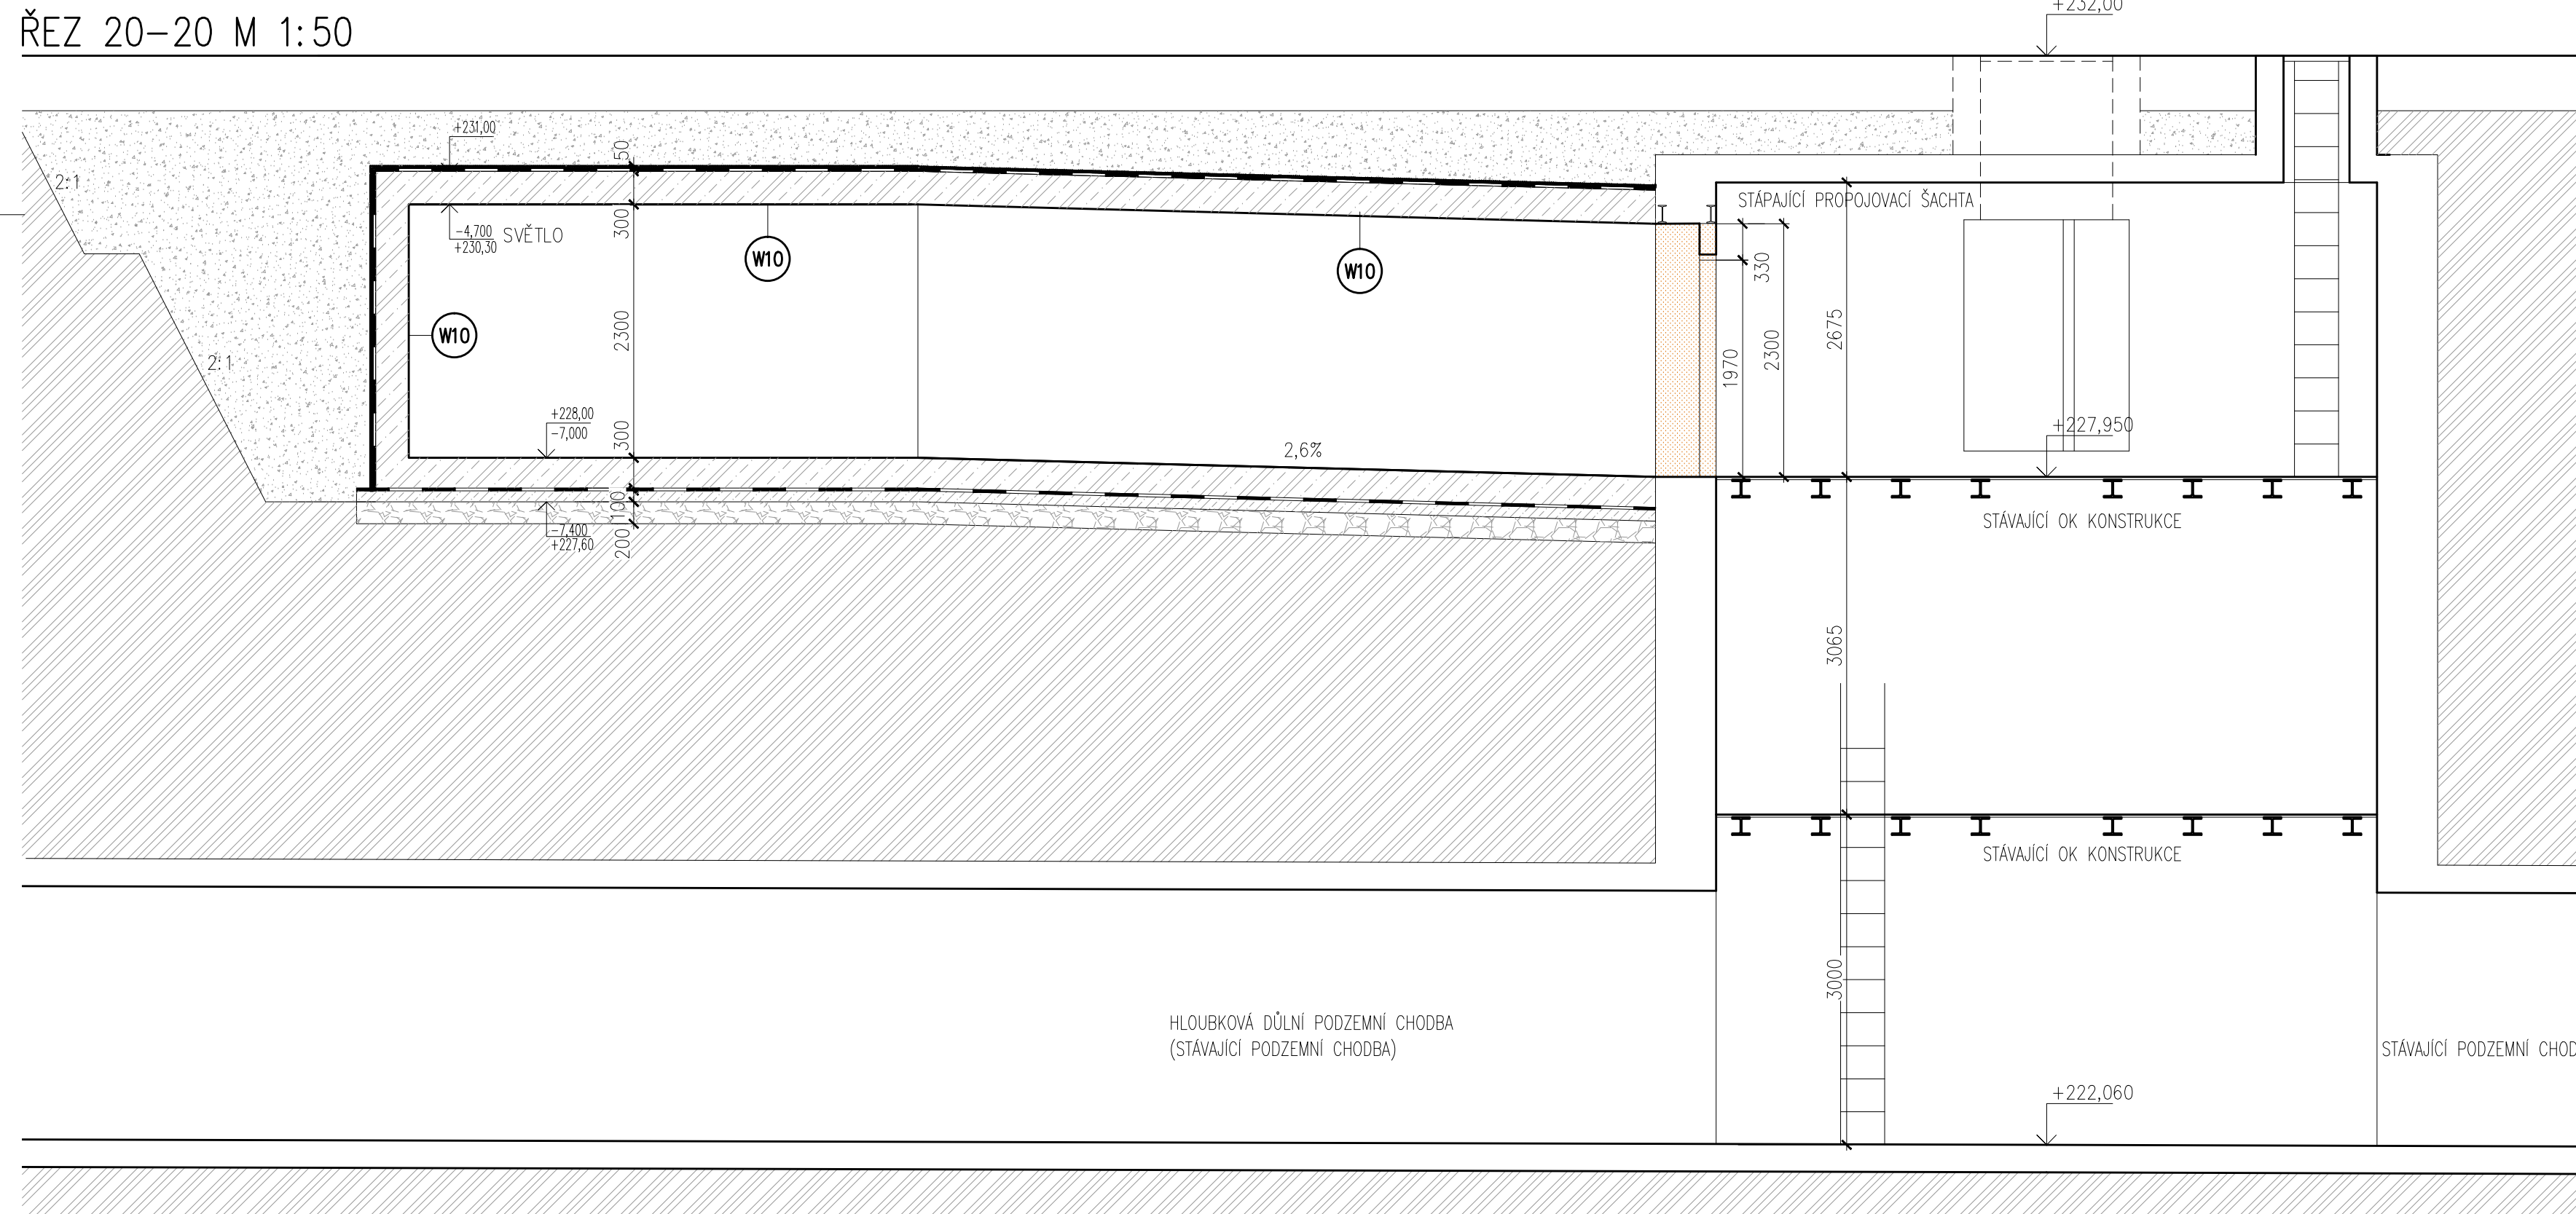 ŘEZ 20-20 M 1:50
+232,00
+231,00
50
2:1
300
-4,700
+230,30
SVĚTLO
W10
W10
W10
STÁPAJÍCÍ PROPOJOVACÍ ŠACHTA
330
2:1
2300
1970
2300
2675
+228,00
-7,000
300
2,6%
+227,950
100
-7,400
+227,60
200
STÁVAJÍCÍ OK KONSTRUKCE
3065
STÁVAJÍCÍ OK KONSTRUKCE
3000
HLOUBKOVÁ DŮLNÍ PODZEMNÍ CHODBA
(STÁVAJÍCÍ PODZEMNÍ CHODBA)
STÁVAJÍCÍ PODZEMNÍ CHOD
+222,060